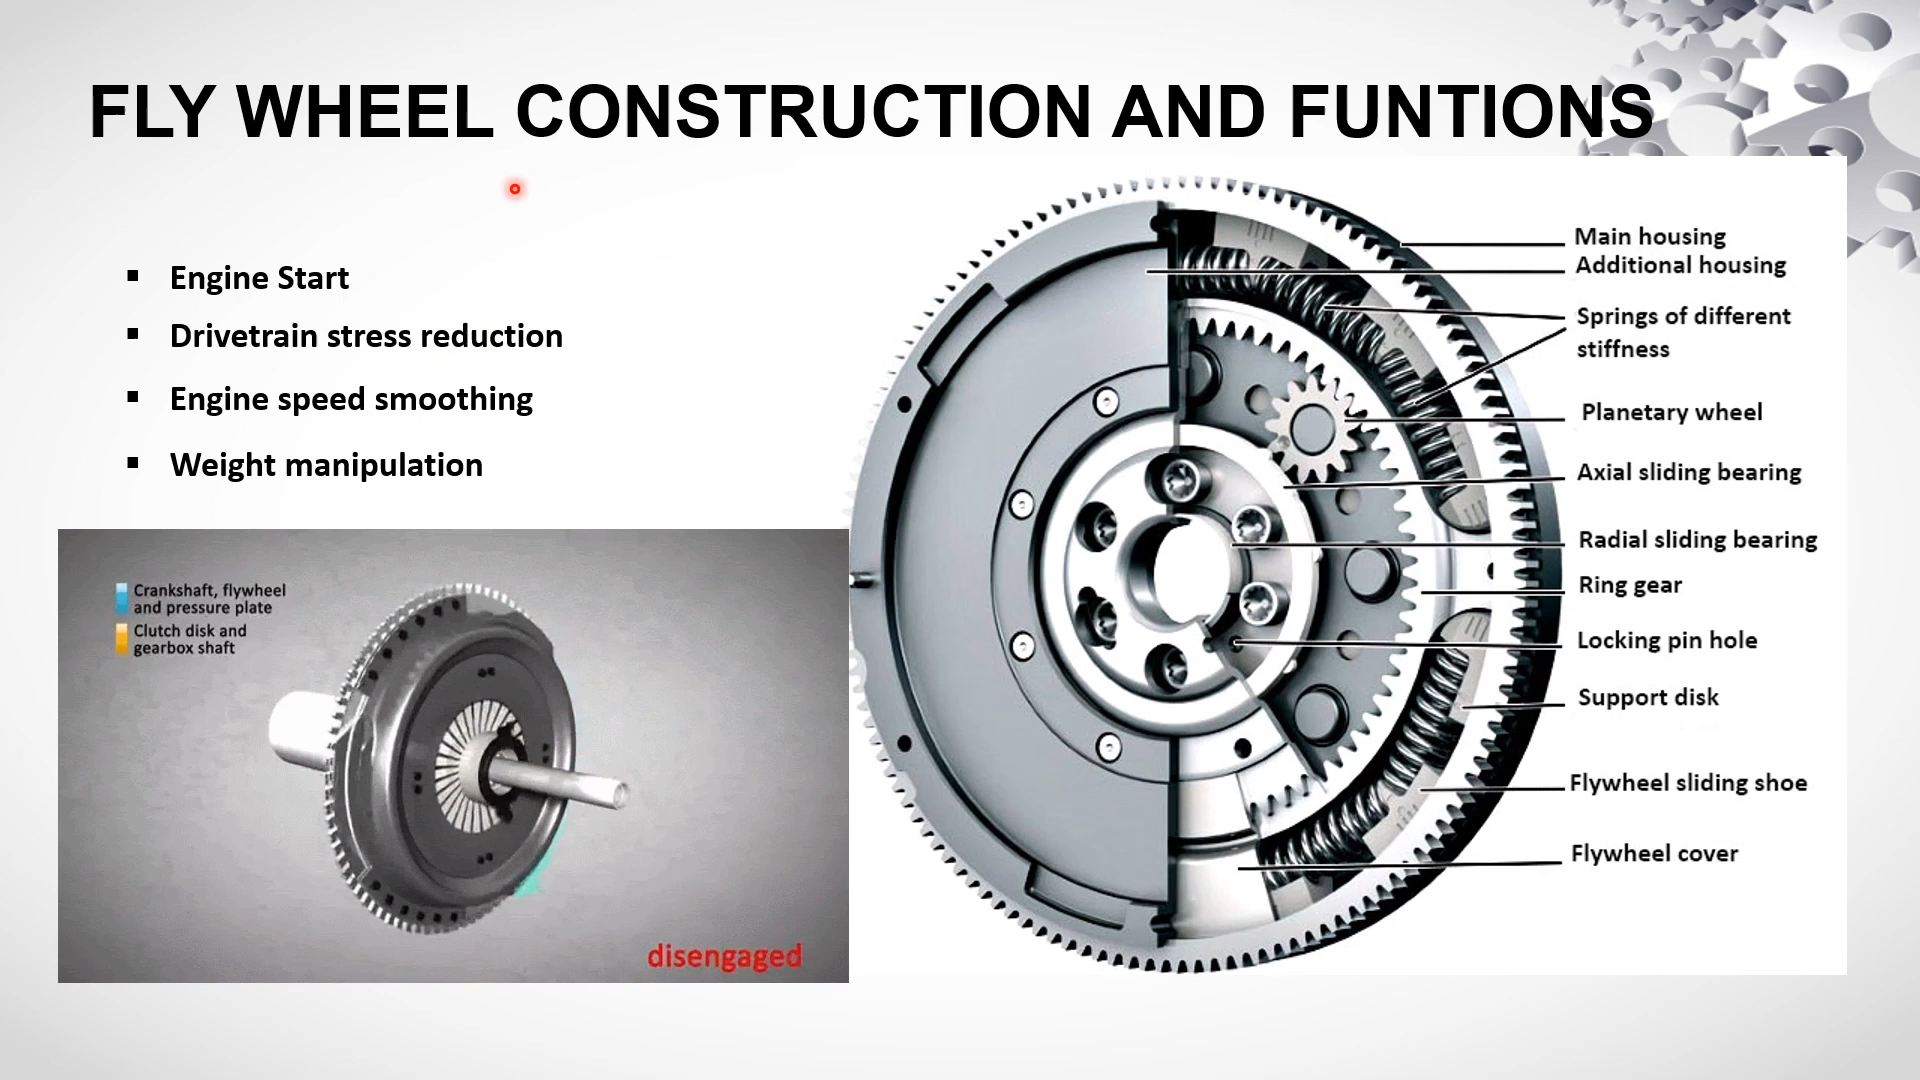 FLY WHEEL CONSTRUCTION AND FUNTIONS
▪ Engine Start
▪ Drivetrain stress reduction
▪ Engine speed smoothing
▪ Weight manipulation
Crankshaft, flywheel
and pressure plate
Clutch disk and
gearbox shaft
disengaged
Main housing
Additional housing
Springs of different
stiffness
Planetary wheel
Axial sliding bearing
Radial sliding bearing
Ring gear
Locking pin hole
Support disk
Flywheel sliding shoe
Flywheel cover